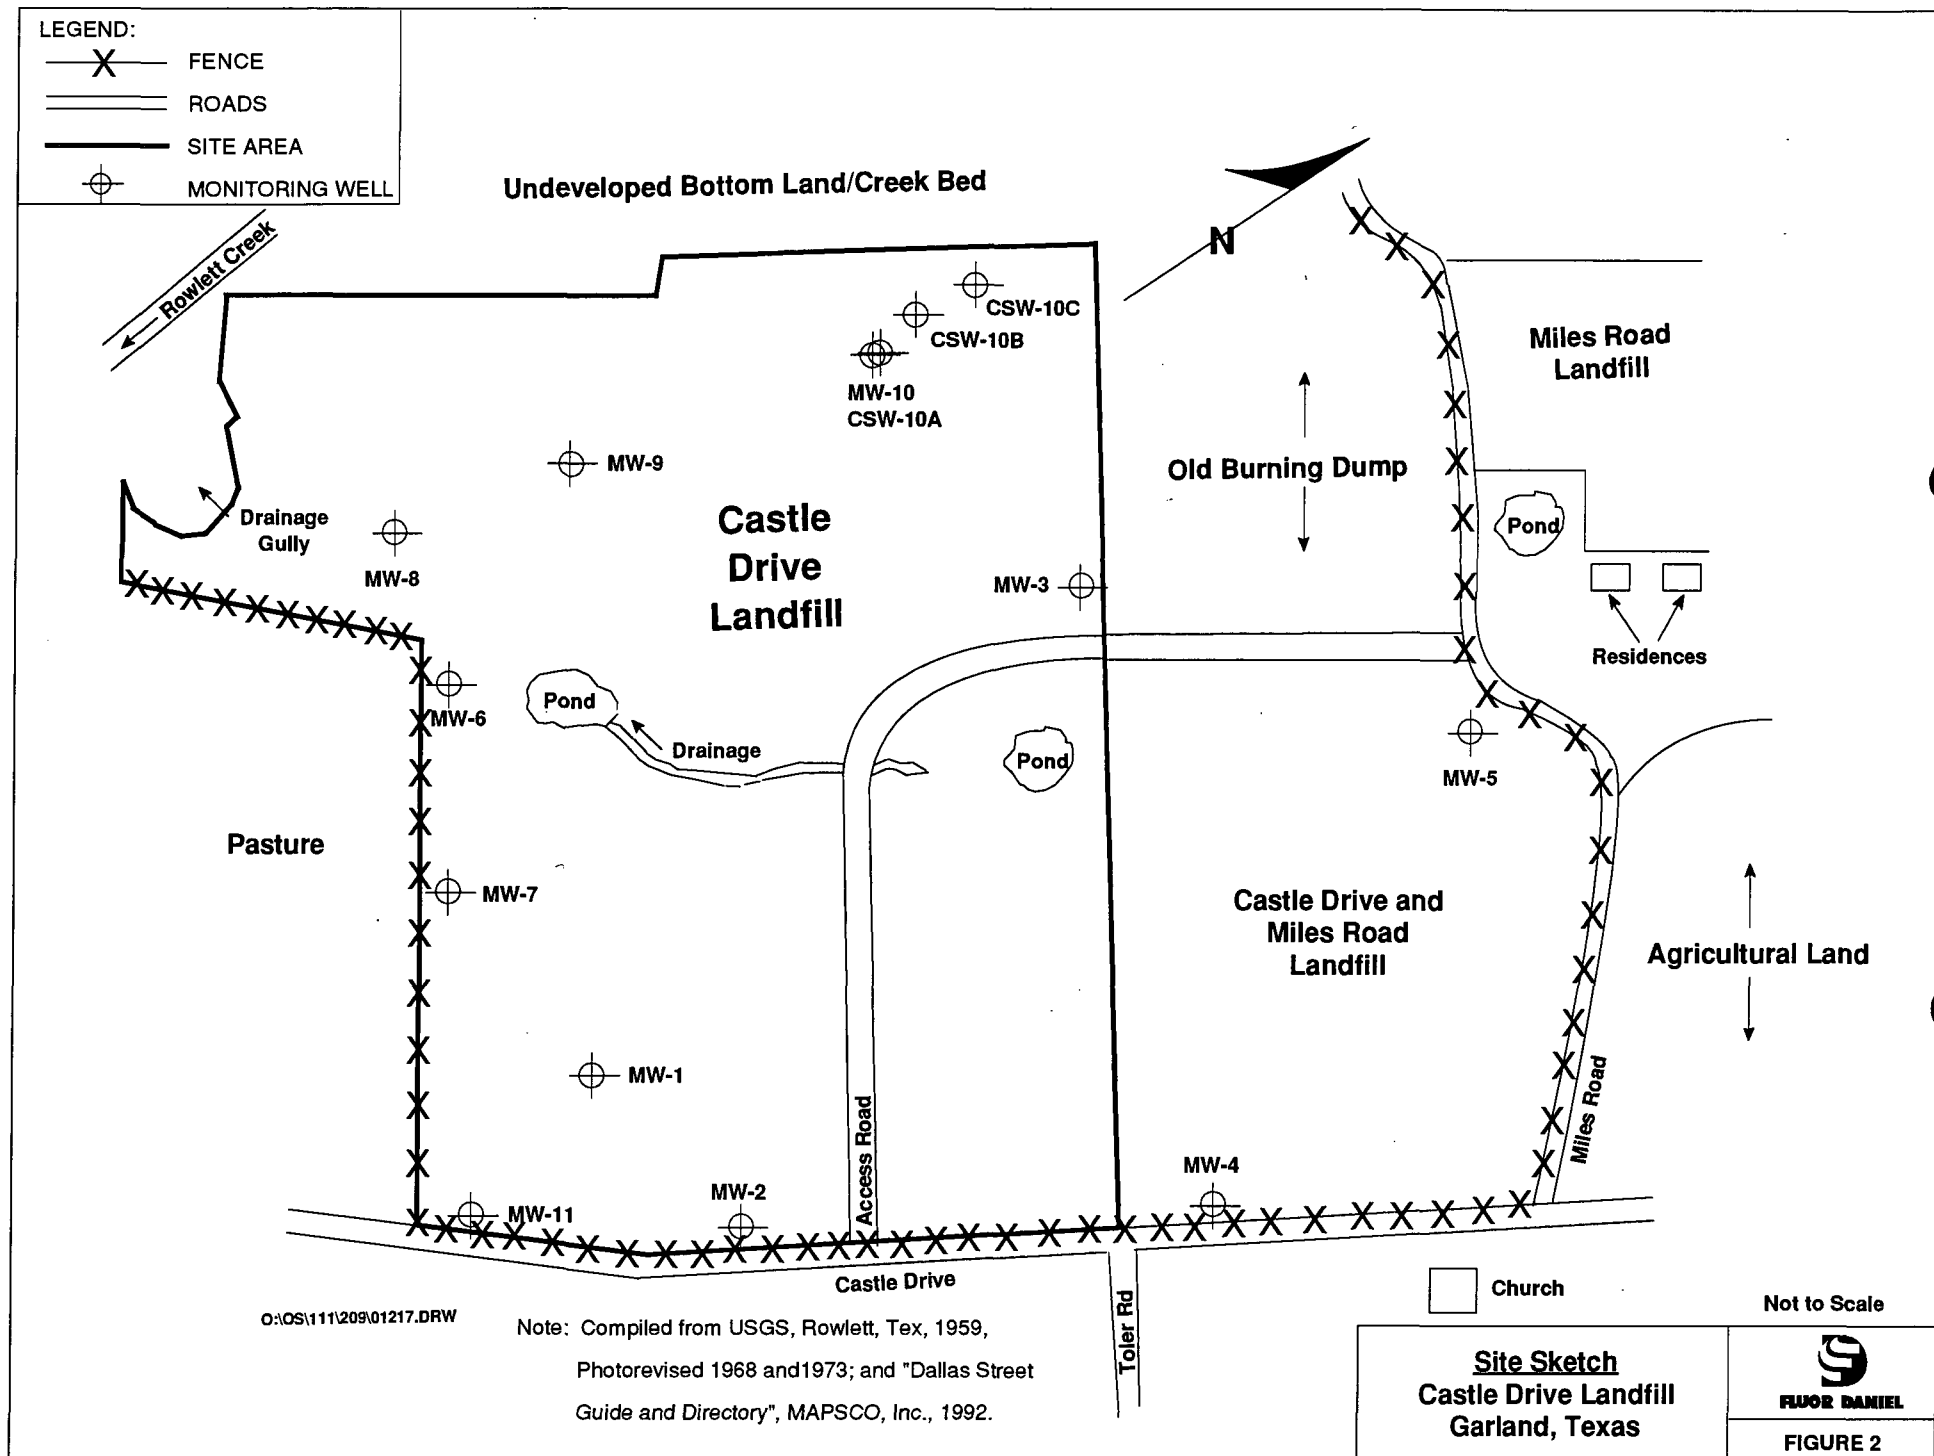 LEGEND:
FENCE
ROADS
SITE AREA
MONITORING WELL
Undeveloped Bottom Land/Creek Bed
N
Rowlett Creek
CSW-10C
CSW-10B
MW-10
CSW-10A
Miles Road
Landfill
MW-9
Old Burning Dump
Castle
Drive
Landfill
Drainage
Gully
Pond
MW-8
MW-3
Residences
MW-6
Pond
Drainage
Pond
MW-5
Pasture
MW-7
Castle Drive and
Miles Road
Landfill
Agricultural Land
MW-1
Access Road
Miles Road
MW-4
MW-2
MW-11
Castle Drive
Toler Rd
Church
Not to Scale
O:\OS\111\209\01217.DRW
Note: Compiled from USGS, Rowlett, Tex, 1959,
Photorevised 1968 and1973; and "Dallas Street
Guide and Directory", MAPSCO, Inc., 1992.
Site Sketch
Castle Drive Landfill
Garland, Texas
FLUOR DANIEL
FIGURE 2